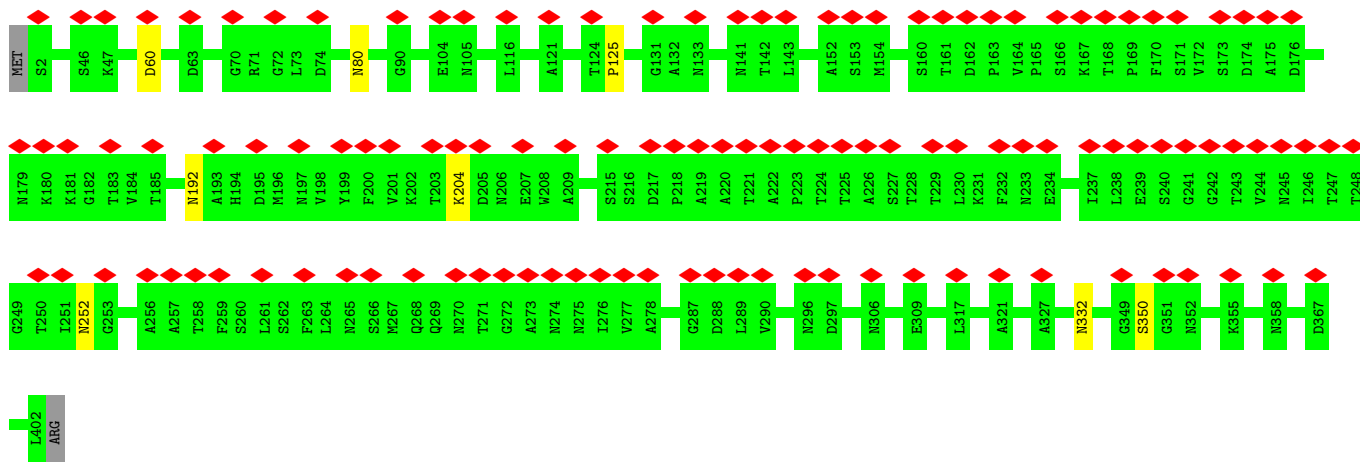 MET S2 S46 K47 D60 D63 G70 R71 G72 L73 D74 N80 G90 E104 N105 L116 A121 T124 P125 G131 A132 N133 N141 T142 L143 A152 S153 M154 S160 T161 D162 P163 V164 P165 S166 K167 T168 P169 F170 S171 V172 S173 D174 A175 D176
N179 K180 K181 G182 T183 V184 T185 N192 A193 H194 D195 M196 N197 V198 Y199 F200 V201 K202 T203 K204 D205 N206 E207 W208 A209 S215 S216 D217 P218 A219 A220 T221 A222 P223 T224 T225 A226 S227 T228 T229 L230 K231 F232 N233 E234 I237 L238 E239 S240 G241 G242 T243 V244 N245 I246 T247 T248
G249 T250 I251 N252 G253 A256 A257 T258 F259 S260 L261 S262 F263 L264 N265 S266 M267 Q268 Q269 N270 T271 G272 A273 N274 N275 I276 V277 A278 G287 D288 L289 V290 N296 D297 N306 E309 L317 A321 A327 N332 G349 S350 G351 N352 K355 N358 D367
L402 ARG